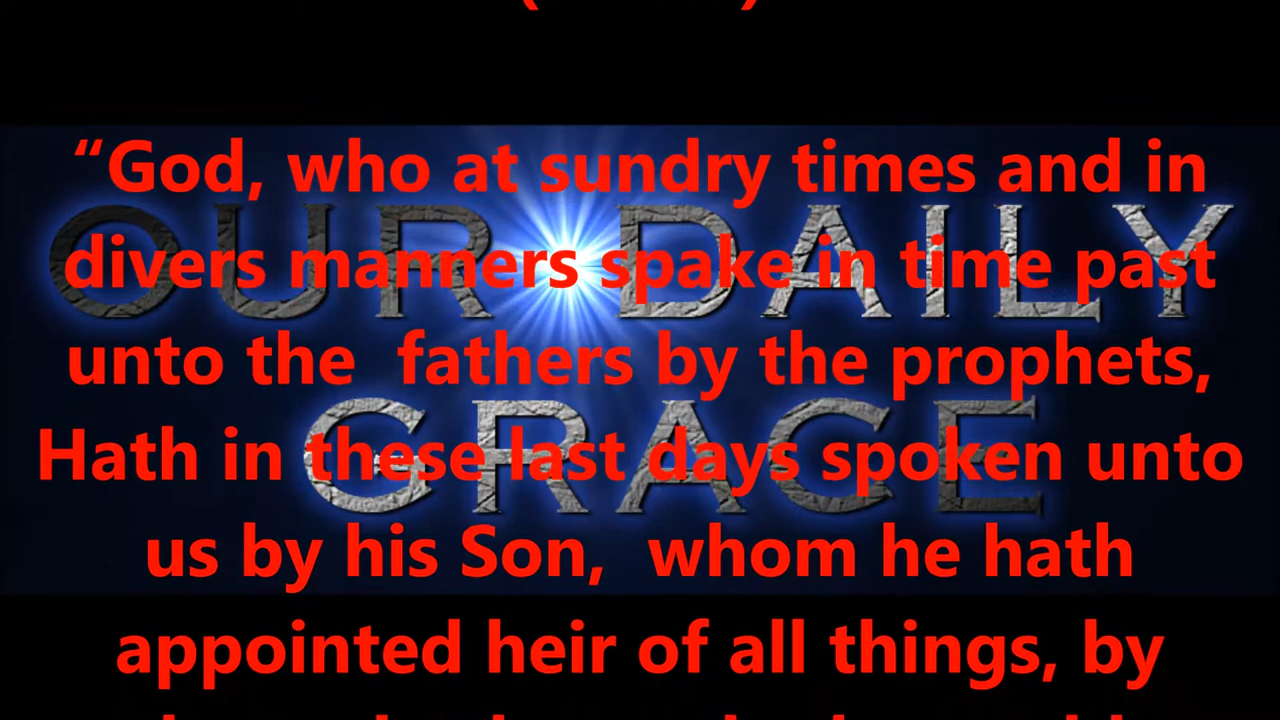 “God, who at sundry times and in
OUR DAILY
divers manners spake in time past
unto the fathers by the prophets,
GRACE
Hath in these last days spoken unto
us by his Son, whom he hath
appointed heir of all things, by